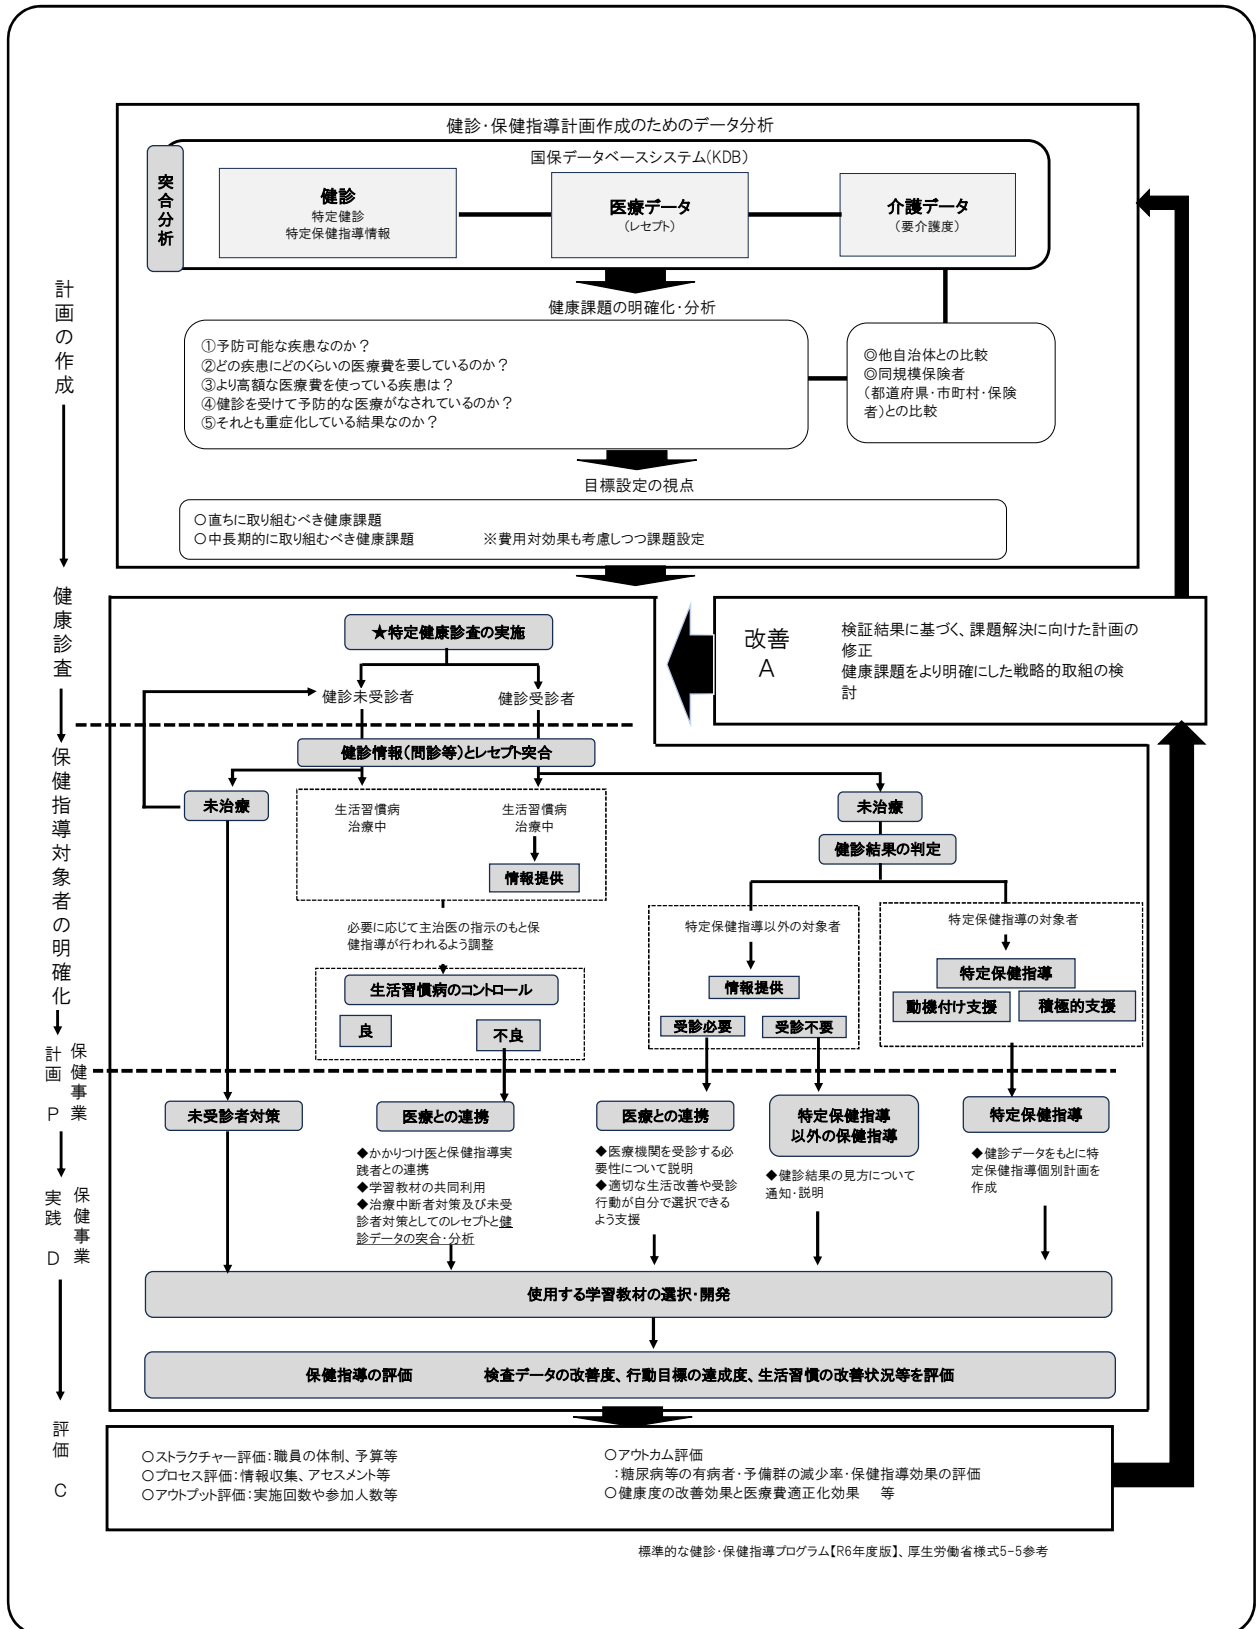 健診・保健指導計画作成のためのデータ分析
国保データベースシステム(KDB)
突合分析
健診
特定健診
特定保健指導情報
医療データ
(レセプト)
介護データ
(要介護度)
健康課題の明確化・分析
①予防可能な疾患なのか?
②どの疾患にどのくらいの医療費を要しているのか?
③より高額な医療費を使っている疾患は?
④健診を受けて予防的な医療がなされているのか?
⑤それとも重症化している結果なのか?
◎他自治体との比較
◎同規模保険者
(都道府県・市町村・保険
者)との比較
目標設定の視点
○直ちに取り組むべき健康課題
○中長期的に取り組むべき健康課題 ※費用対効果も考慮しつつ課題設定
計画の作成
健康診査
保健指導対象者の明確化
保健事業
計画 P
保健事業
実践 D
評価 C
改善
A
検証結果に基づく、課題解決に向けた計画の
修正
健康課題をより明確にした戦略的取組の検
討
★特定健康診査の実施
健診未受診者
健診受診者
健診情報(問診等)とレセプト突合
未治療
生活習慣病
治療中
生活習慣病
治療中
情報提供
未治療
健診結果の判定
必要に応じて主治医の指示のもと保
健指導が行われるよう調整
生活習慣病のコントロール
良
不良
特定保健指導以外の対象者
情報提供
受診必要
受診不要
特定保健指導の対象者
特定保健指導
動機付け支援
積極的支援
未受診者対策
医療との連携
◆かかりつけ医と保健指導実
践者との連携
◆学習教材の共同利用
◆治療中断者対策及び未受
診者対策としてのレセプトと健
診データの突合・分析
医療との連携
◆医療機関を受診する必
要性について説明
◆適切な生活改善や受診
行動が自分で選択できる
よう支援
特定保健指導
以外の保健指導
◆健診結果の見方について
通知・説明
特定保健指導
◆健診データをもとに特
定保健指導個別計画を
作成
使用する学習教材の選択・開発
保健指導の評価 検査データの改善度、行動目標の達成度、生活習慣の改善状況等を評価
○ストラクチャー評価:職員の体制、予算等
○プロセス評価:情報収集、アセスメント等
○アウトプット評価:実施回数や参加人数等
○アウトカム評価
:糖尿病等の有病者・予備群の減少率・保健指導効果の評価
○健康度の改善効果と医療費適正化効果 等
標準的な健診・保健指導プログラム【R6年度版】、厚生労働省様式5-5参考